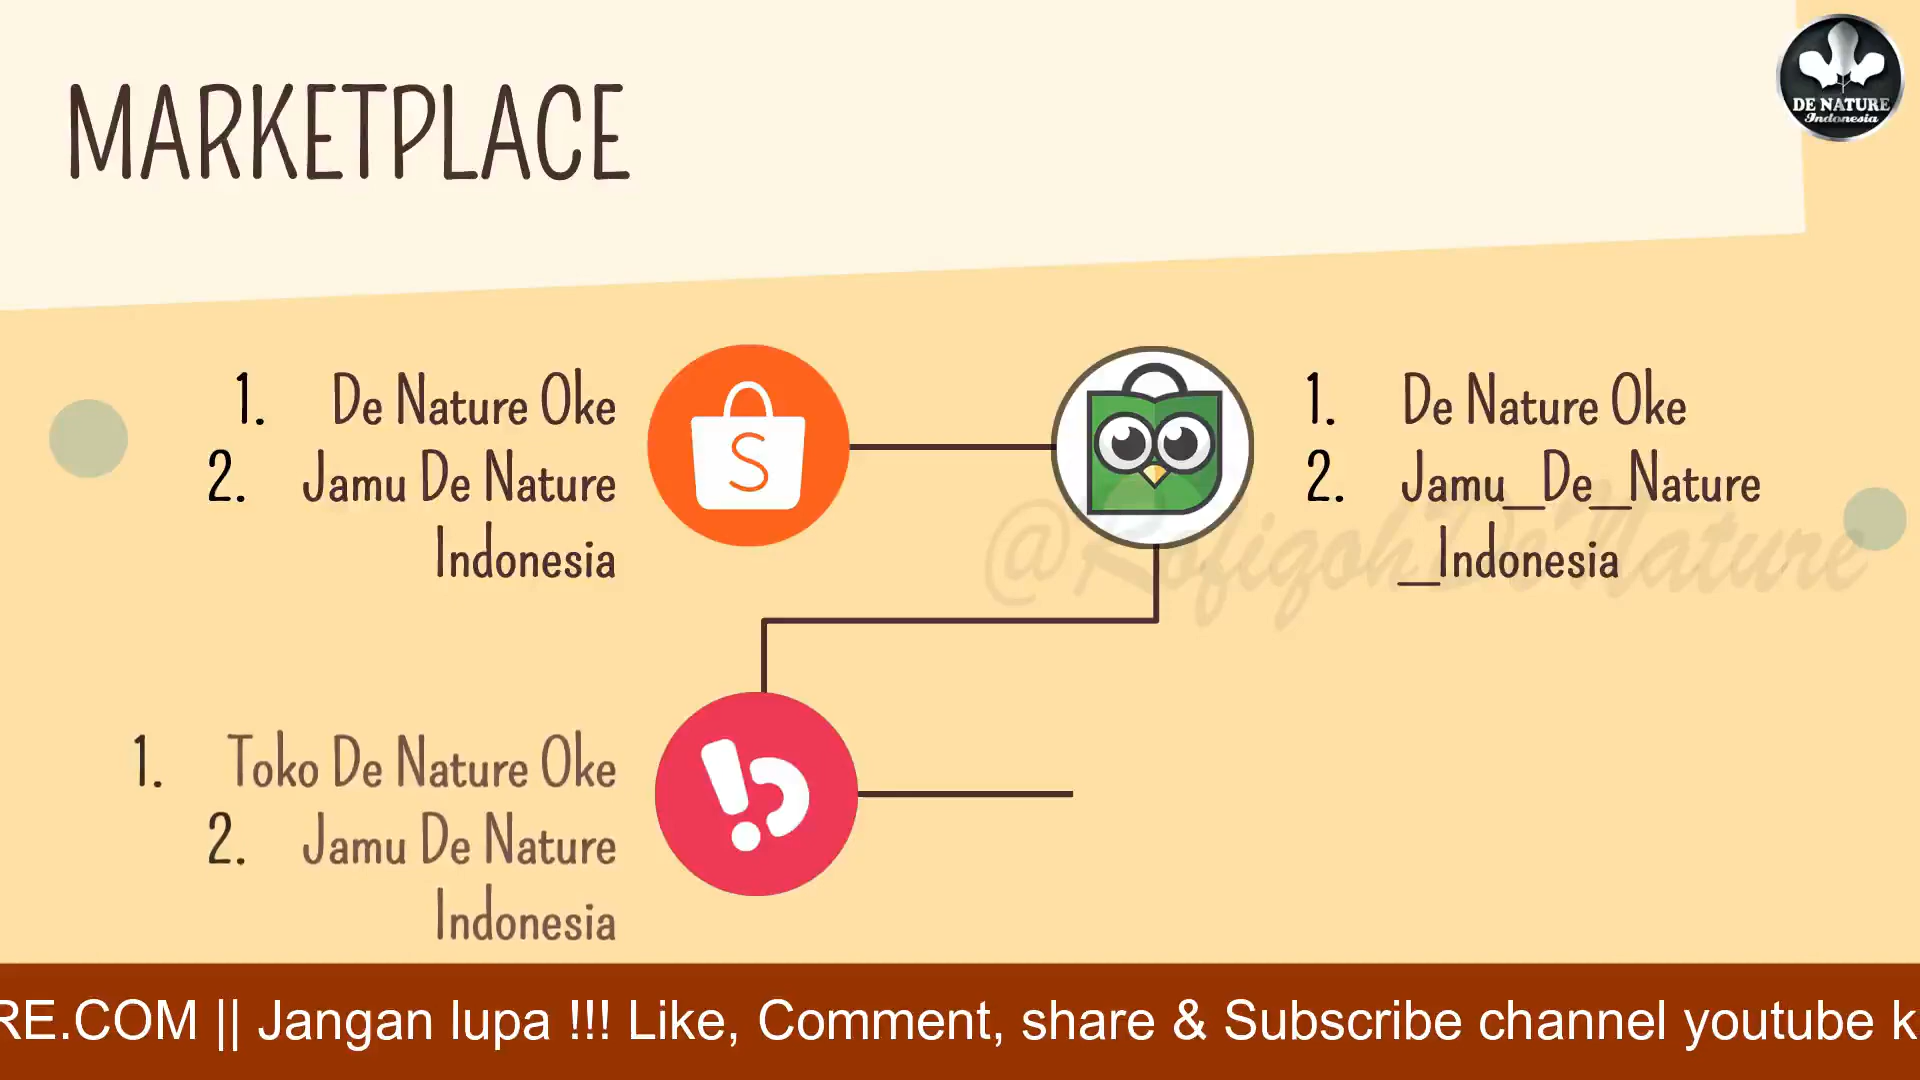 MARKETPLACE
DE NATURE
Indonesia
1. De Nature Oke
2. Jamu De Nature
Indonesia
S
1. De Nature Oke
2. Jamu_De_Nature
_Indonesia
@RofiqohDeNature
1. Toko De Nature Oke
2. Jamu De Nature
Indonesia
RE.COM || Jangan lupa !!! Like, Comment, share & Subscribe channel youtube k